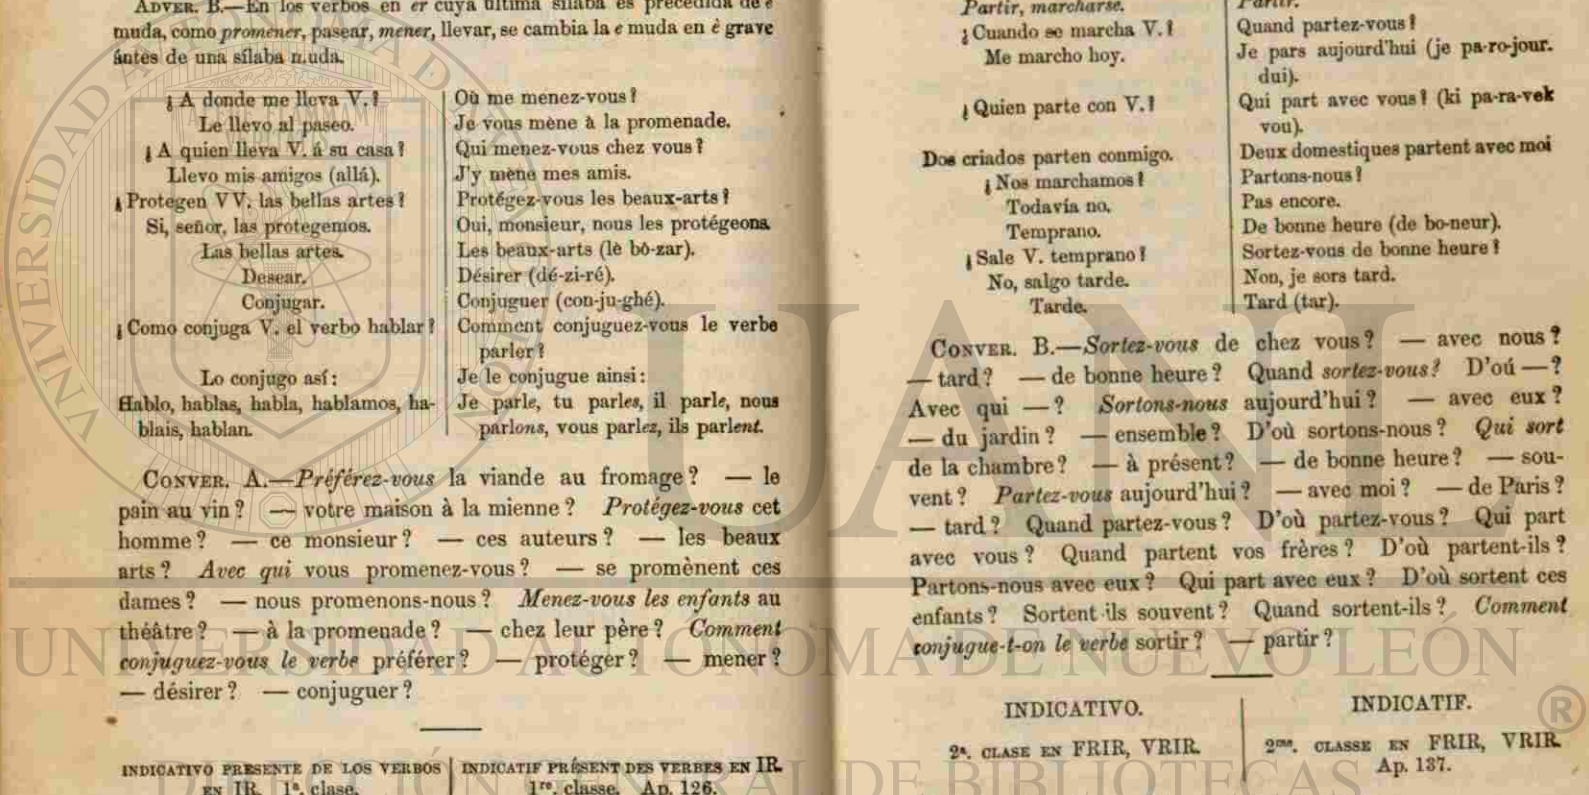 ADVER. B.—En los verbos en er cuya última sílaba es precedida de e
muda, como promener, pasear, mener, llevar, se cambia la e muda en è grave
ántes de una sílaba muda.
¿A donde me lleva V.?
Où me menez-vous?
Le llevo al paseo.
Je vous mène à la promenade.
¿A quien lleva V. á su casa?
Qui menez-vous chez vous?
Llevo mis amigos (allá).
J'y mène mes amis.
¿Protegen VV. las bellas artes?
Protégez-vous les beaux-arts?
Si, señor, las protegemos.
Oui, monsieur, nous les protégeons
Las bellas artes.
Les beaux-arts (lè bô-zar).
Desear.
Désirer (dé-zi-ré).
Conjugar.
Conjuguer (con-ju-ghé).
¿Como conjuga V. el verbo hablar?
Comment conjuguez-vous le verbe
parler?
Lo conjugo así:
Je le conjugue ainsi:
Hablo, hablas, habla, hablamos, ha-
blais, hablan.
Je parle, tu parles, il parle, nous
parlons, vous parlez, ils parlent.
CONVER. A.—Préférez-vous la viande au fromage? — le
pain au vin? — votre maison à la mienne? Protégez-vous cet
homme? — ce monsieur? — ces auteurs? — les beaux
arts? Avec qui vous promenez-vous? — se promènent ces
dames? — nous promenons-nous? Menez-vous les enfants au
théâtre? — à la promenade? — chez leur père? Comment
conjuguez-vous le verbe préférer? — protéger? — mener?
— désirer? — conjuguer?
INDICATIVO PRESENTE DE LOS VERBOS
EN IR. 1ª. clase.
INDICATIF PRÉSENT DES VERBES EN IR.
1re. classe. Ap. 126.
Partir, marcharse.
Partir.
¿Cuando se marcha V.?
Quand partez-vous?
Me marcho hoy.
Je pars aujourd'hui (je pa-ro-jour.
dui).
¿Quien parte con V.?
Qui part avec vous? (ki pa-ra-vek
vou).
Dos criados parten conmigo.
Deux domestiques partent avec moi
¿Nos marchamos?
Partons-nous?
Todavía no.
Pas encore.
Temprano.
De bonne heure (de bo-neur).
¿Sale V. temprano?
Sortez-vous de bonne heure?
No, salgo tarde.
Non, je sors tard.
Tarde.
Tard (tar).
CONVER. B.—Sortez-vous de chez vous? — avec nous?
— tard? — de bonne heure? Quand sortez-vous? D'oú —?
Avec qui —? Sortons-nous aujourd'hui? — avec eux?
— du jardin? — ensemble? D'où sortons-nous? Qui sort
de la chambre? — à présent? — de bonne heure? — sou-
vent? Partez-vous aujourd'hui? — avec moi? — de Paris?
— tard? Quand partez-vous? D'où partez-vous? Qui part
avec vous? Quand partent vos frères? D'où partent-ils?
Partons-nous avec eux? Qui part avec eux? D'où sortent ces
enfants? Sortent-ils souvent? Quand sortent-ils? Comment
conjugue-t-on le verbe sortir? — partir?
INDICATIVO.
INDICATIF.
2ª. CLASE EN FRIR, VRIR.
2me. CLASSE EN FRIR, VRIR.
Ap. 137.
UANL
UNIVERSIDAD AUTÓNOMA DE NUEVO LEÓN
®
DIRECCIÓN GENERAL DE BIBLIOTECAS